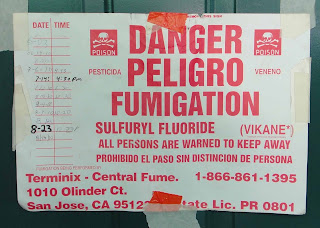 DATE TIME
DANGER
POISON POISON
PELIGRO
PESTICIDA VENENO
FUMIGATION
8-23
SULFURYL FLUORIDE (VIKANE*)
ALL PERSONS ARE WARNED TO KEEP AWAY
PROHIBIDO EL PASO SIN DISTINCION DE PERSONA
Terminix - Central Fume. 1-866-861-1395
1010 Olinder Ct.
San Jose, CA 9512 Lic. PR 0801